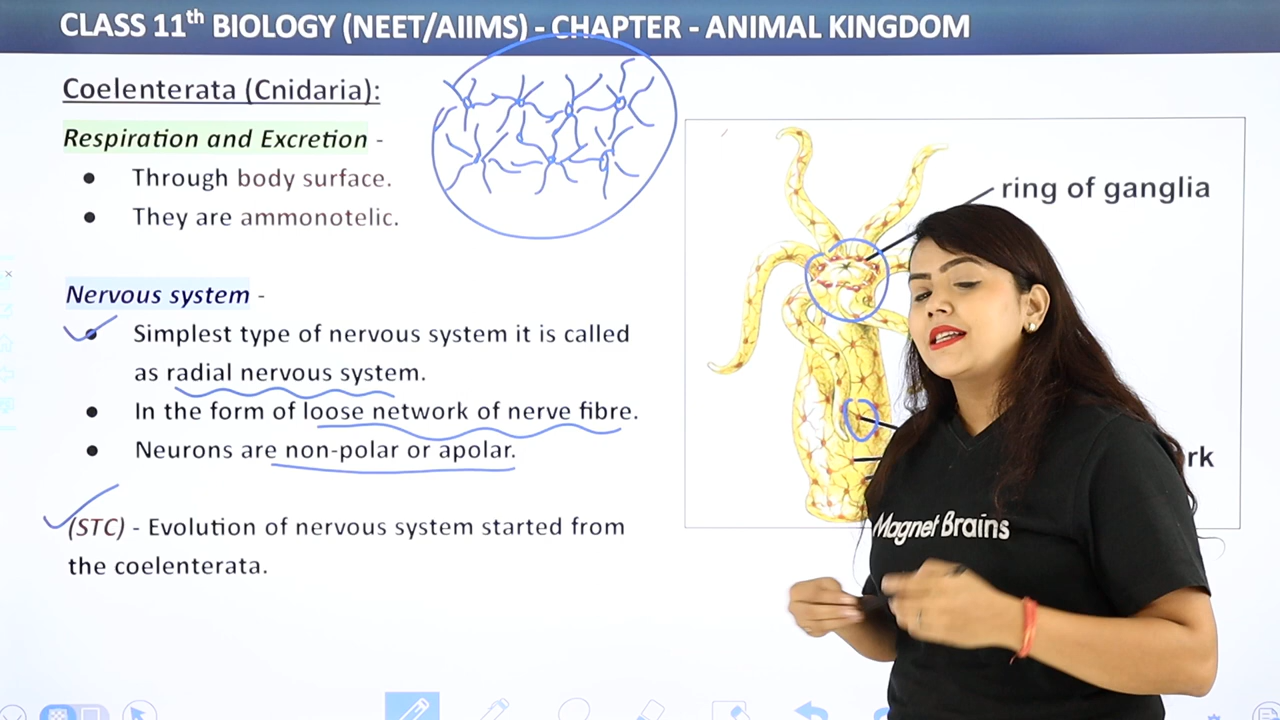 CLASS 11th BIOLOGY (NEET/AIIMS) - CHAPTER - ANIMAL KINGDOM
Coelenterata (Cnidaria):
Respiration and Excretion -
● Through body surface.
● They are ammonotelic.
Nervous system -
● Simplest type of nervous system it is called
as radial nervous system.
● In the form of loose network of nerve fibre.
● Neurons are non-polar or apolar.
(STC) - Evolution of nervous system started from
the coelenterata.
ring of ganglia
rk
Magnet Brains